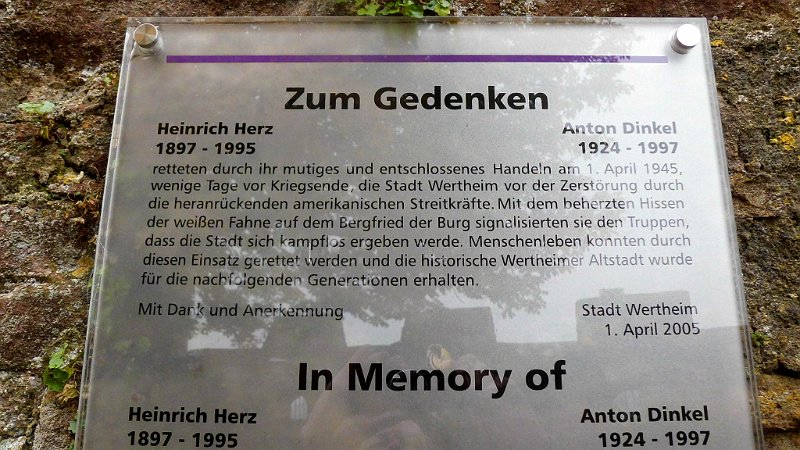 Zum Gedenken
Heinrich Herz Anton Dinkel
1897 - 1995 1924 - 1997
retteten durch ihr mutiges und entschlossenes Handeln am 1. April 1945,
wenige Tage vor Kriegsende, die Stadt Wertheim vor der Zerstörung durch
die heranrückenden amerikanischen Streitkräfte. Mit dem beherzten Hissen
der weißen Fahne auf dem Bergfried der Burg signalisierten sie den Truppen,
dass die Stadt sich kampflos ergeben werde. Menschenleben konnten durch
diesen Einsatz gerettet werden und die historische Wertheimer Altstadt wurde
für die nachfolgenden Generationen erhalten.
Mit Dank und Anerkennung Stadt Wertheim
1. April 2005
In Memory of
Heinrich Herz Anton Dinkel
1897 - 1995 1924 - 1997